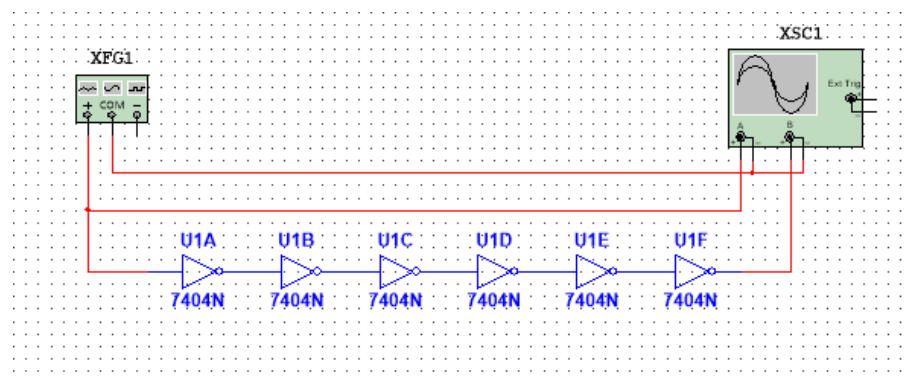 XSC1
XFG1
Ext Trig
+
-
+ COM -
A
B
+ - + -
U1A U1B U1C U1D U1E U1F
7404N 7404N 7404N 7404N 7404N 7404N